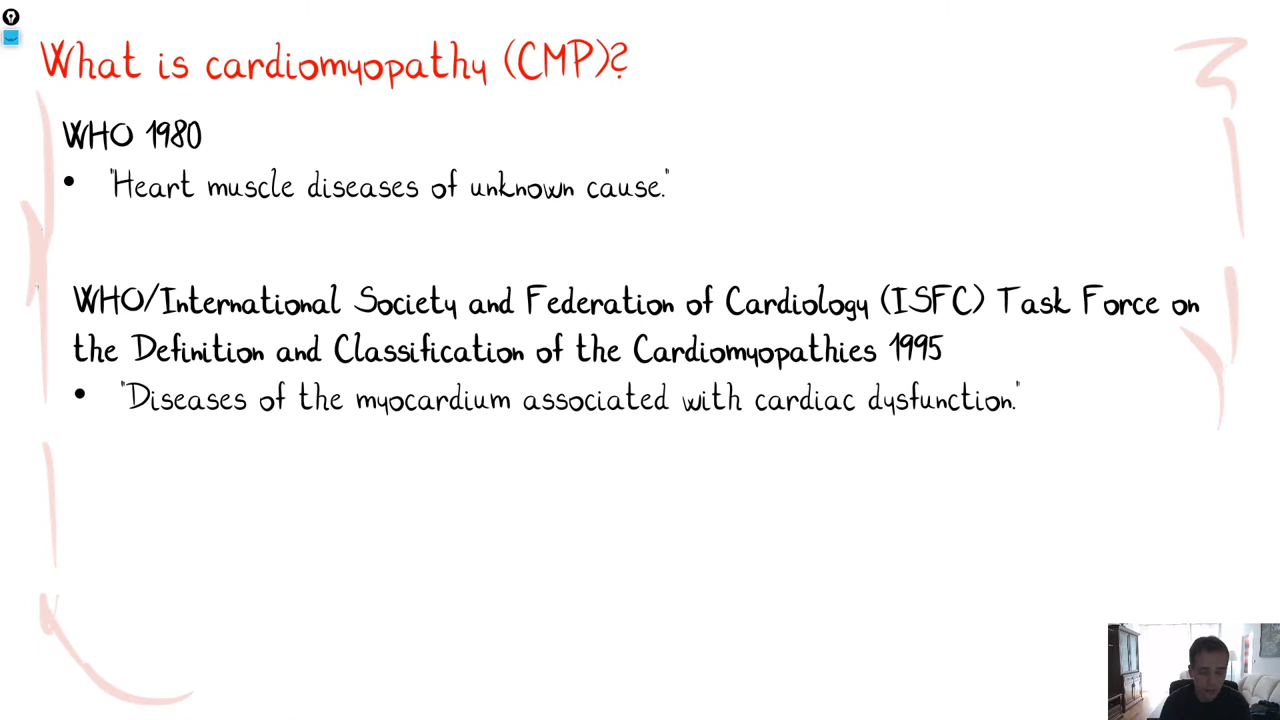 What is cardiomyopathy (CMP)?
WHO 1980
• "Heart muscle diseases of unknown cause."
WHO/International Society and Federation of Cardiology (ISFC) Task Force on
the Definition and Classification of the Cardiomyopathies 1995
• "Diseases of the myocardium associated with cardiac dysfunction."